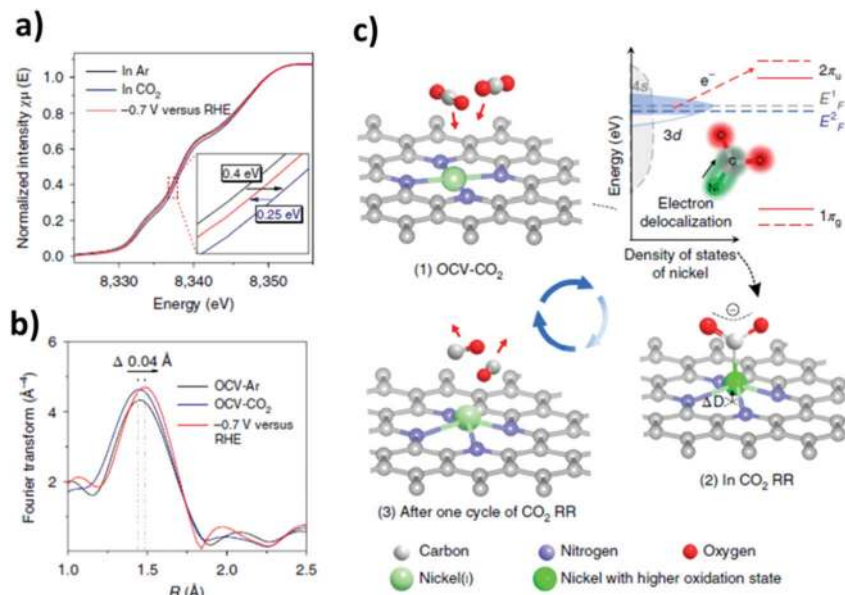 a)
Normalized intensity χμ (E)
In Ar
In CO₂
−0.7 V versus RHE
0.4 eV
0.25 eV
1.0
0.8
0.6
0.4
0.2
0.0
8,330 8,340 8,350
Energy (eV)
b)
Fourier transform (Å⁻⁴)
Δ 0.04 Å
OCV-Ar
OCV-CO₂
−0.7 V versus
RHE
6
4
2
1.0 1.5 2.0 2.5
R (Å)
c)
(1) OCV-CO₂
Energy (eV)
4s
3d
e⁻
2πᵤ
E¹F
E²F
Ni
C
O
O
Electron
delocalization
1πg
Density of states
of nickel
−
Δ D
(2) In CO₂ RR
(3) After one cycle of CO₂ RR
Carbon Nitrogen Oxygen
Nickel(I) Nickel with higher oxidation state